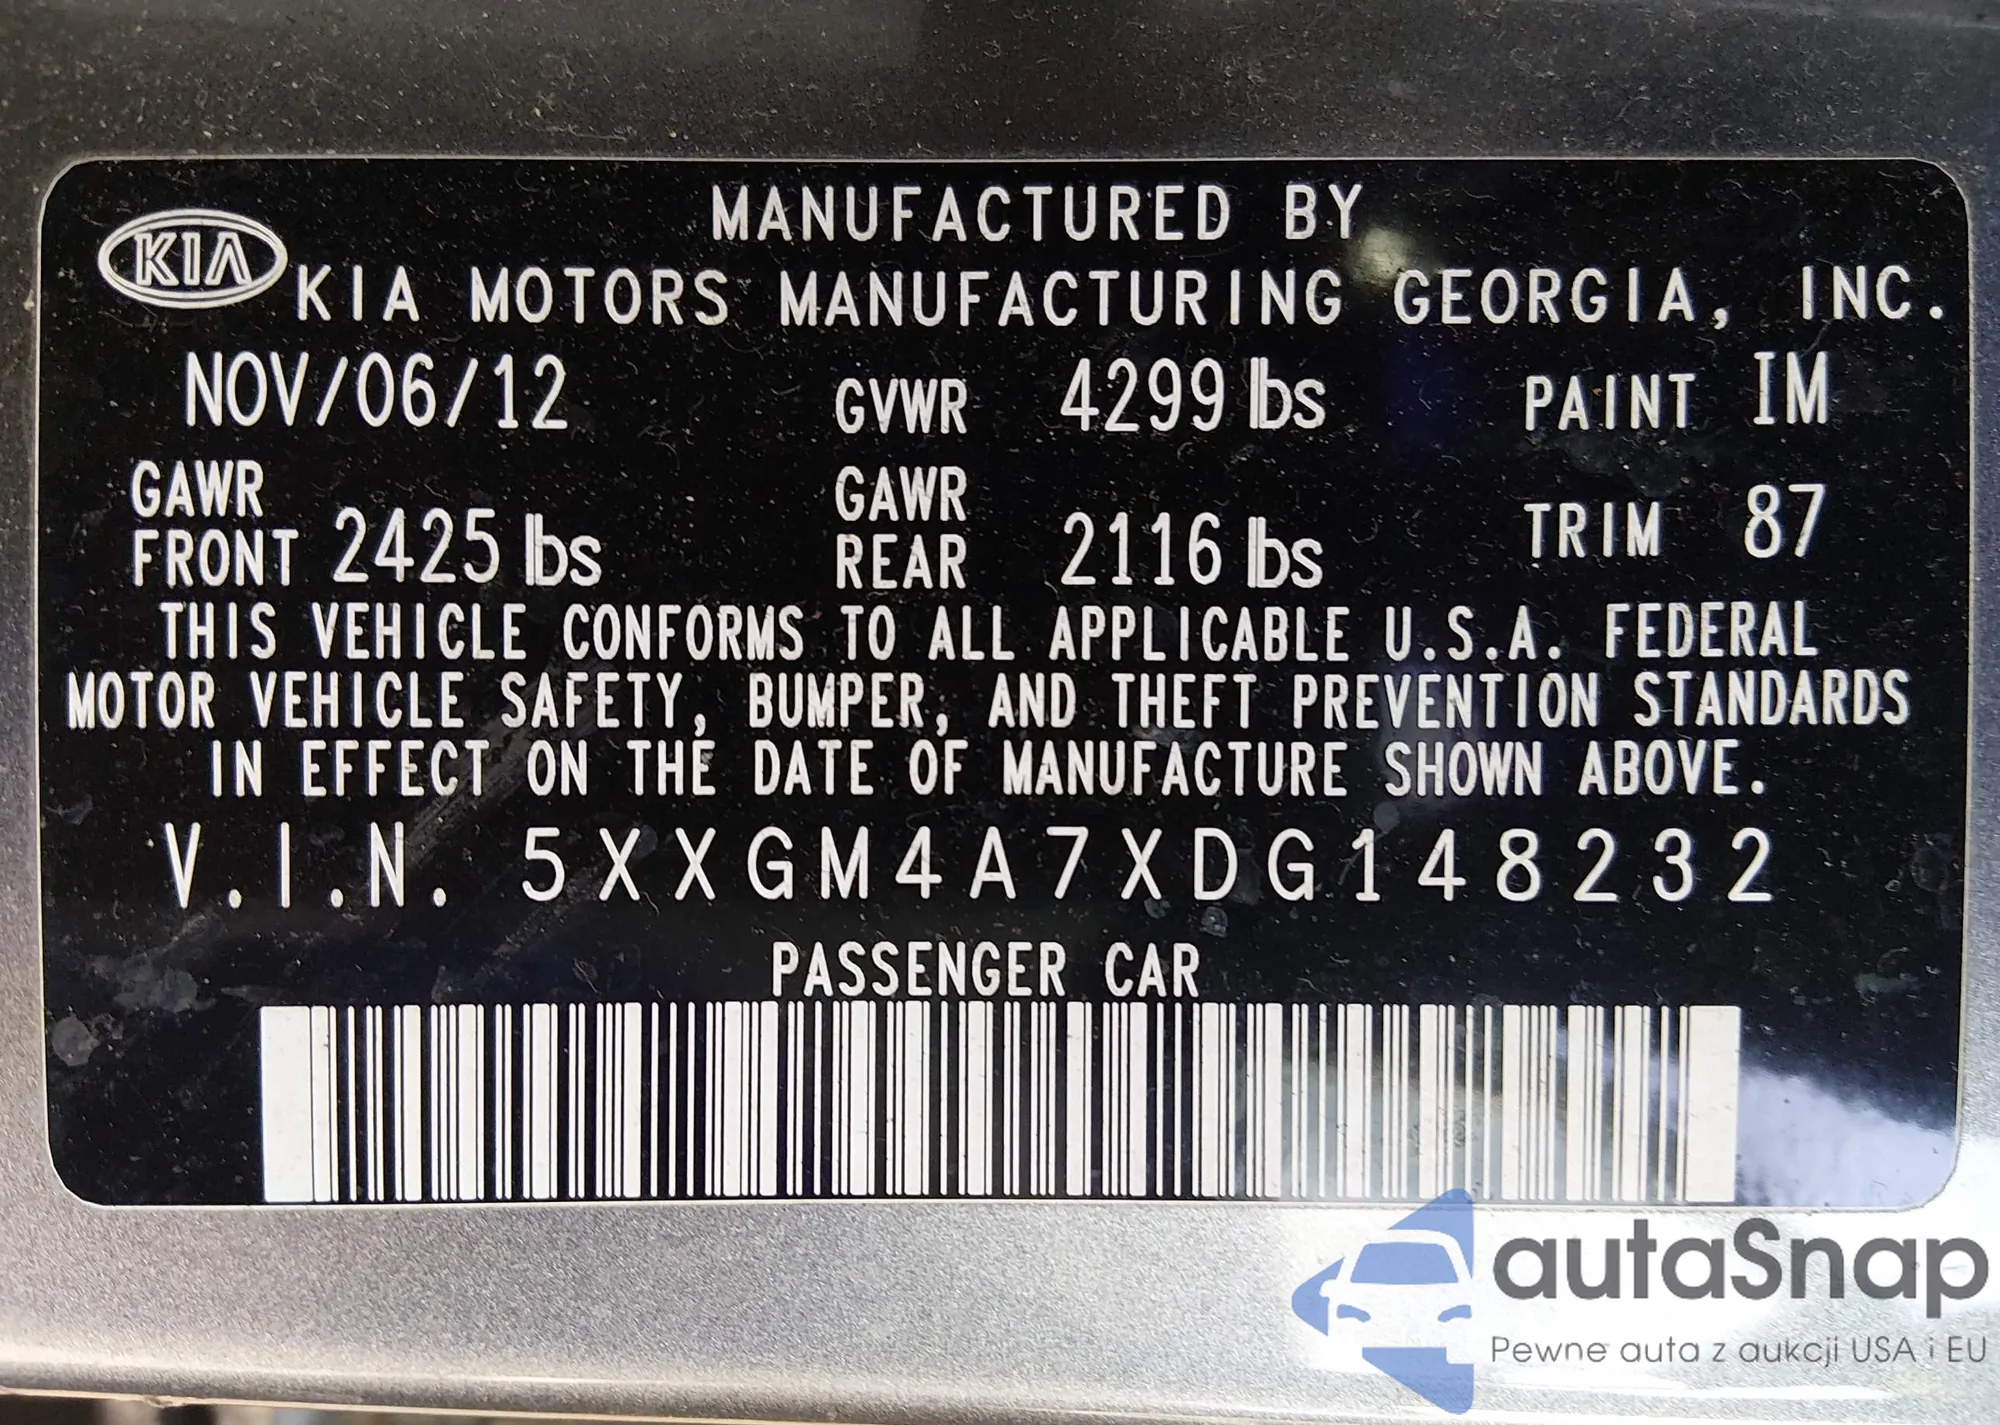 MANUFACTURED BY
KIA KIA MOTORS MANUFACTURING GEORGIA, INC.
NOV/06/12 GVWR 4299 lbs PAINT IM
GAWR FRONT 2425 lbs GAWR REAR 2116 lbs TRIM 87
THIS VEHICLE CONFORMS TO ALL APPLICABLE U.S.A. FEDERAL
MOTOR VEHICLE SAFETY, BUMPER, AND THEFT PREVENTION STANDARDS
IN EFFECT ON THE DATE OF MANUFACTURE SHOWN ABOVE.
V.I.N. 5XXGM4A7XDG148232
PASSENGER CAR
autaSnap
Pewne auta z aukcji USA i EU